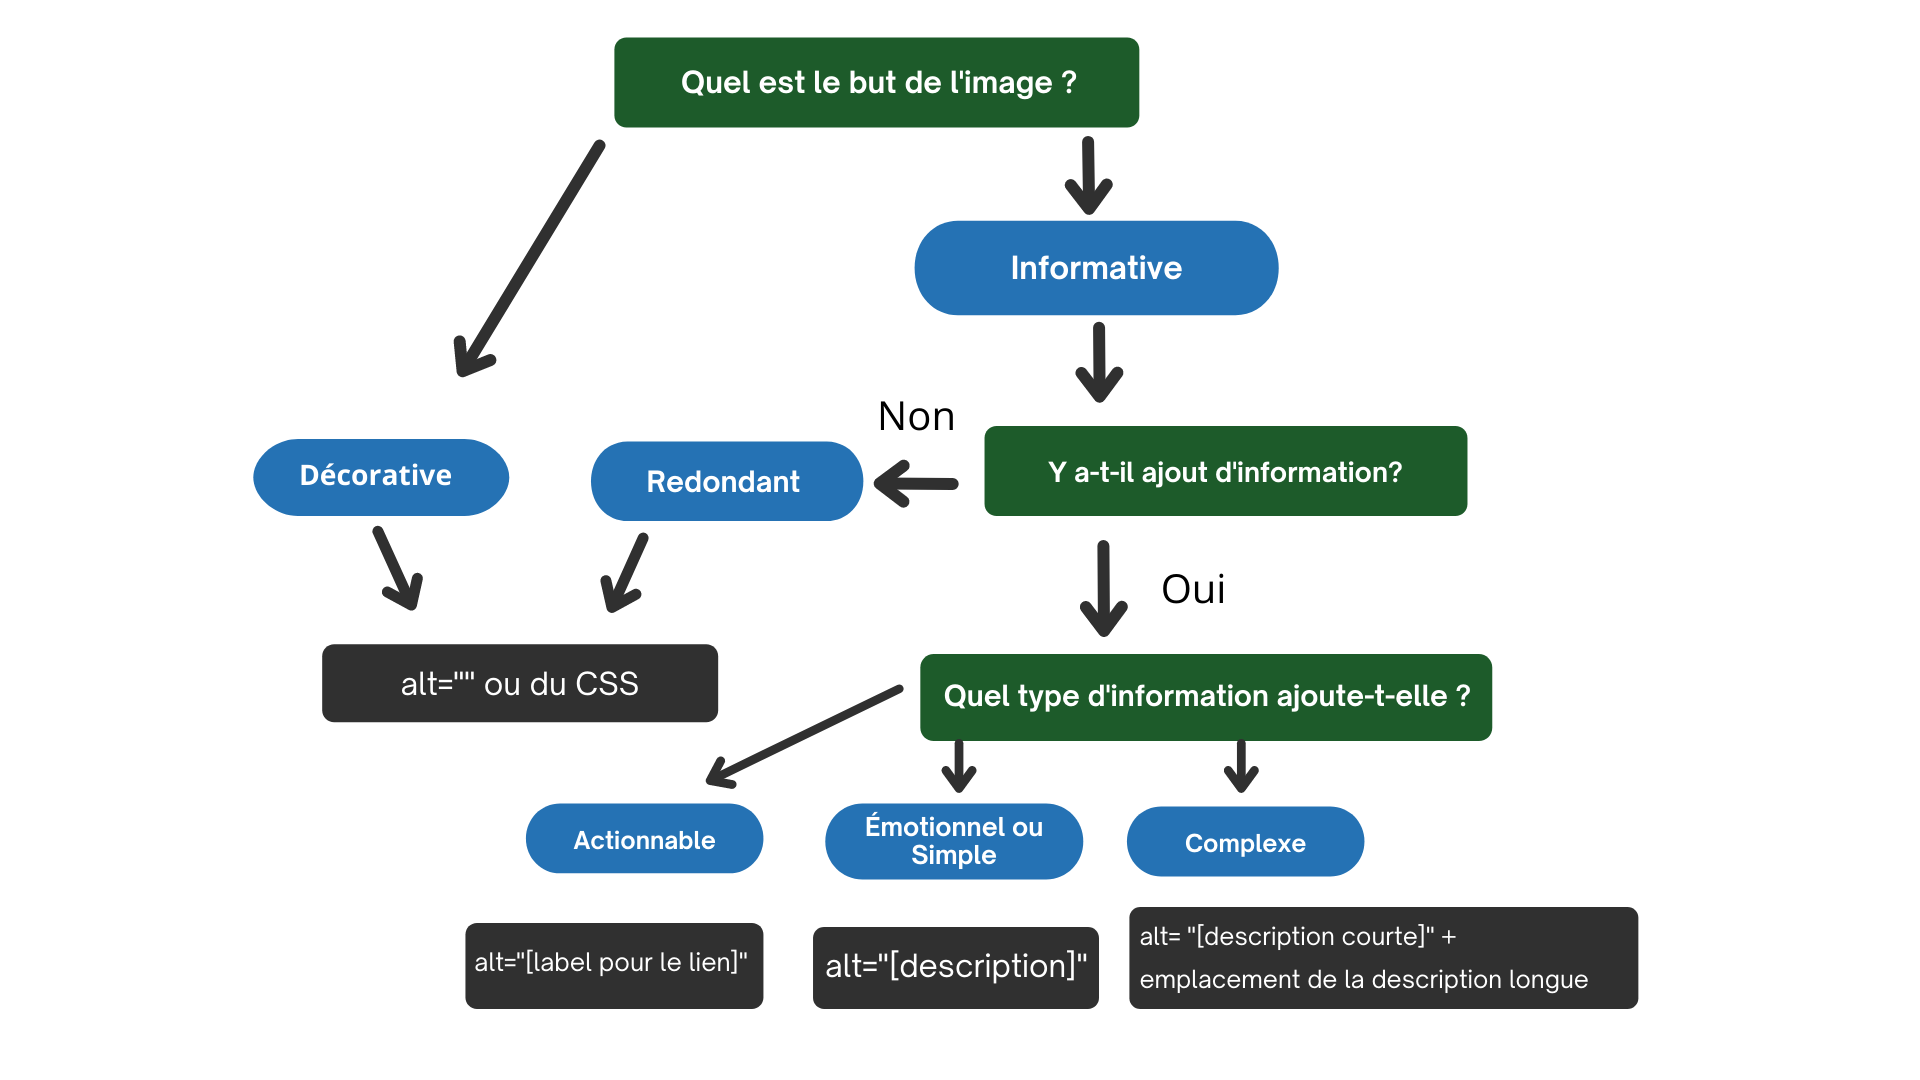 Quel est le but de l'image ?
Informative
Non
Y a-t-il ajout d'information?
Décorative
Redondant
Oui
alt="" ou du CSS
Quel type d'information ajoute-t-elle ?
Actionnable
Émotionnel ou
Simple
Complexe
alt="[label pour le lien]"
alt="[description]"
alt= "[description courte]" +
emplacement de la description longue